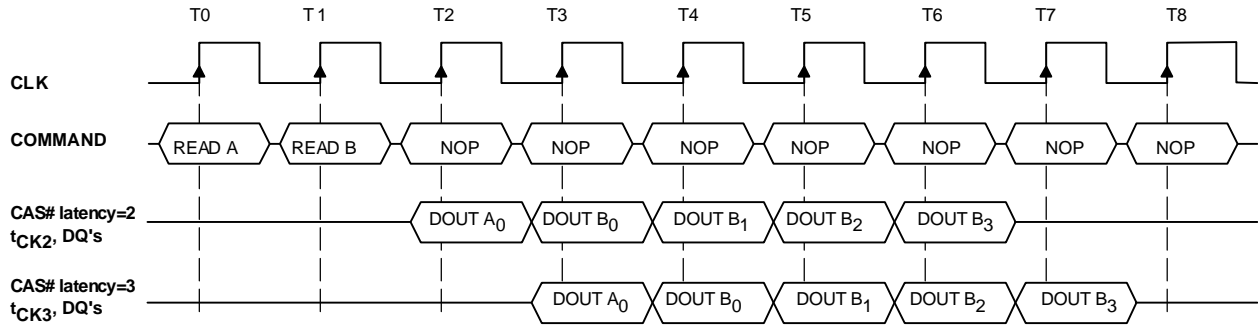 T0 T1 T2 T3 T4 T5 T6 T7 T8
CLK
COMMAND
READ A READ B NOP NOP NOP NOP NOP NOP NOP
CAS# latency=2
tCK2, DQ's
DOUT A0 DOUT B0 DOUT B1 DOUT B2 DOUT B3
CAS# latency=3
tCK3, DQ's
DOUT A0 DOUT B0 DOUT B1 DOUT B2 DOUT B3